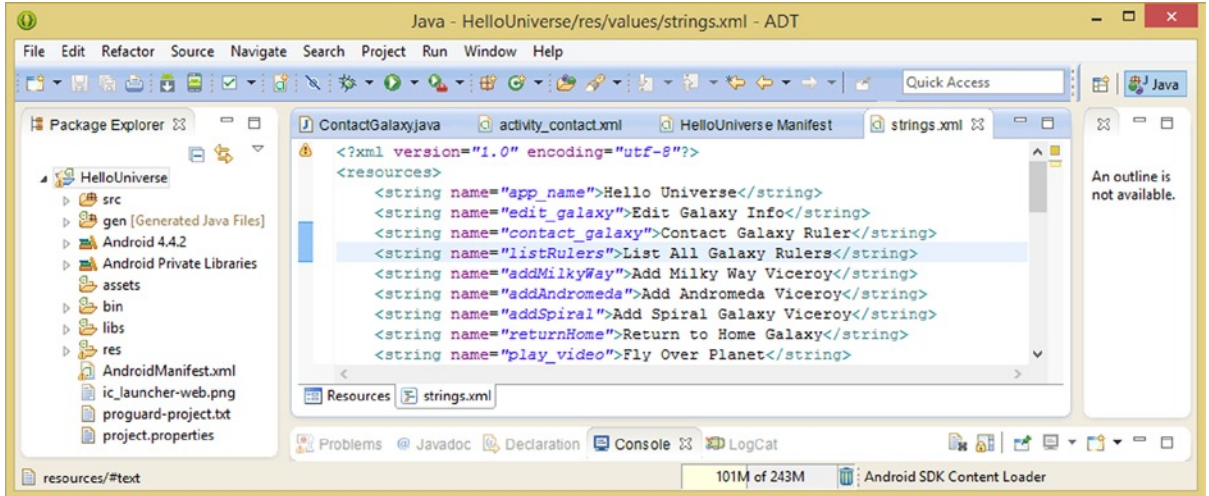 Java - HelloUniverse/res/values/strings.xml - ADT
File Edit Refactor Source Navigate Search Project Run Window Help
Quick Access
Java
Package Explorer
HelloUniverse
src
gen [Generated Java Files]
Android 4.4.2
Android Private Libraries
assets
bin
libs
res
AndroidManifest.xml
ic_launcher-web.png
proguard-project.txt
project.properties
ContactGalaxy.java activity_contact.xml HelloUniverse Manifest strings.xml
<?xml version="1.0" encoding="utf-8"?>
<resources>
<string name="app_name">Hello Universe</string>
<string name="edit_galaxy">Edit Galaxy Info</string>
<string name="contact_galaxy">Contact Galaxy Ruler</string>
<string name="listRulers">List All Galaxy Rulers</string>
<string name="addMilkyWay">Add Milky Way Viceroy</string>
<string name="addAndromeda">Add Andromeda Viceroy</string>
<string name="addSpiral">Add Spiral Galaxy Viceroy</string>
<string name="returnHome">Return to Home Galaxy</string>
<string name="play_video">Fly Over Planet</string>
Resources strings.xml
An outline is
not available.
Problems @ Javadoc Declaration Console LogCat
resources/#text
101M of 243M
Android SDK Content Loader